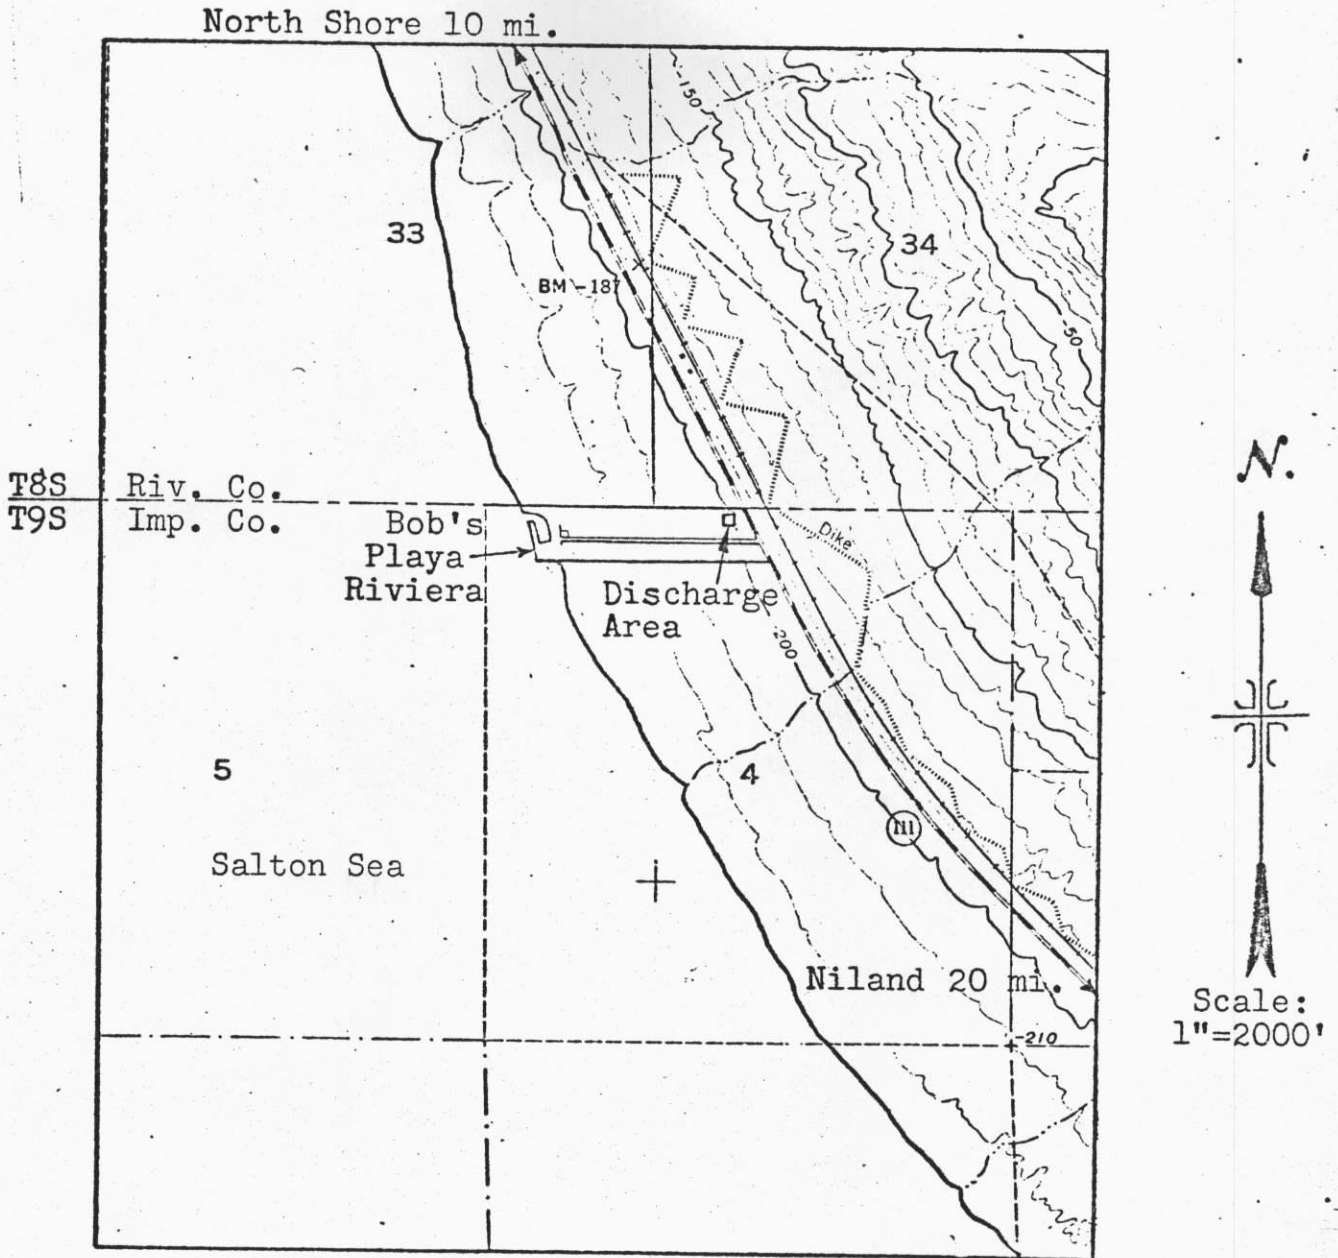 North Shore 10 mi.
-150
33
34
BM -187
-50
N.
T8S Riv. Co.
T9S Imp. Co.
Bob's
Playa
Riviera
Dike
Discharge
Area
-200
5
4
111
Salton Sea
Niland 20 mi.
-210
Scale:
1"=2000'